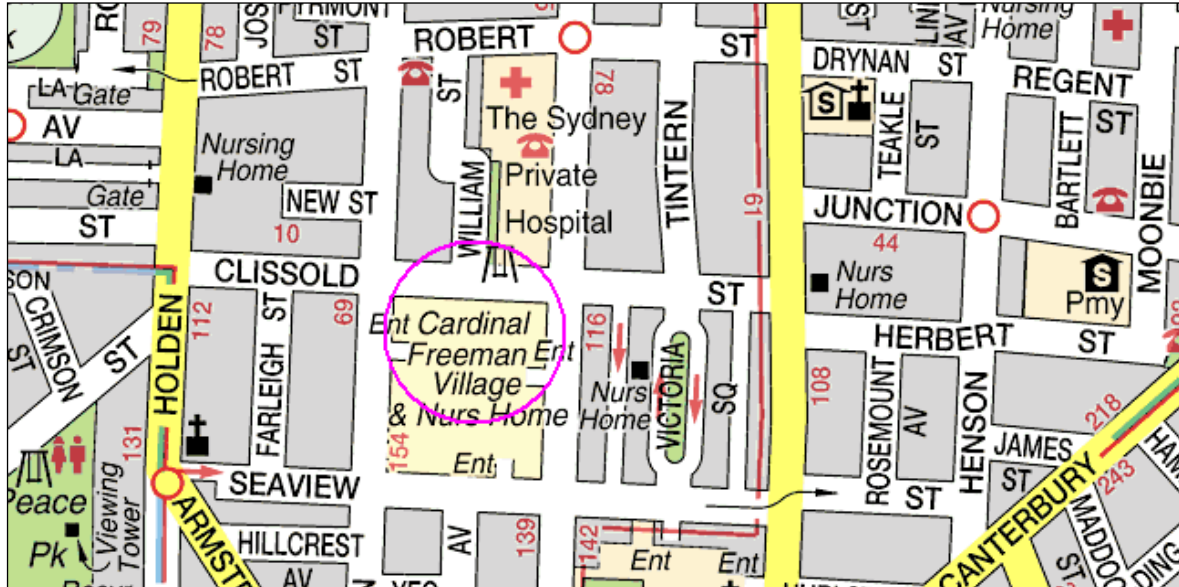 79
78
PYRMONT
ST
ROBERT
ST
DRYNAN
ST
AV
Nursing
Home
ROBERT
ST
ST
78
REGENT
LA
Gate
AV
LA
Gate
ST
The Sydney
Private
Hospital
WILLIAM
TINTERN
61
TEAKLE
ST
BARTLETT
ST
MOONBIE
S
Nursing
Home
NEW ST
10
JUNCTION
44
CLISSOLD
ST
Nurs
Home
S
Pmy
HERBERT
ST
CRIMSON
ST
ST
HOLDEN
112
FARLEIGH
ST
69
Ent Cardinal
Freeman Ent
Village
& Nurs Home
154
Ent
116
Nurs
Home
VICTORIA
SQ
108
ROSEMOUNT
AV
HENSON
JAMES
ST
218
243
CANTERBURY
131
SEAVIEW
ST
Peace
Pk
Viewing
Tower
HILLCREST
AV
AV
139
142
Ent
Ent
ST